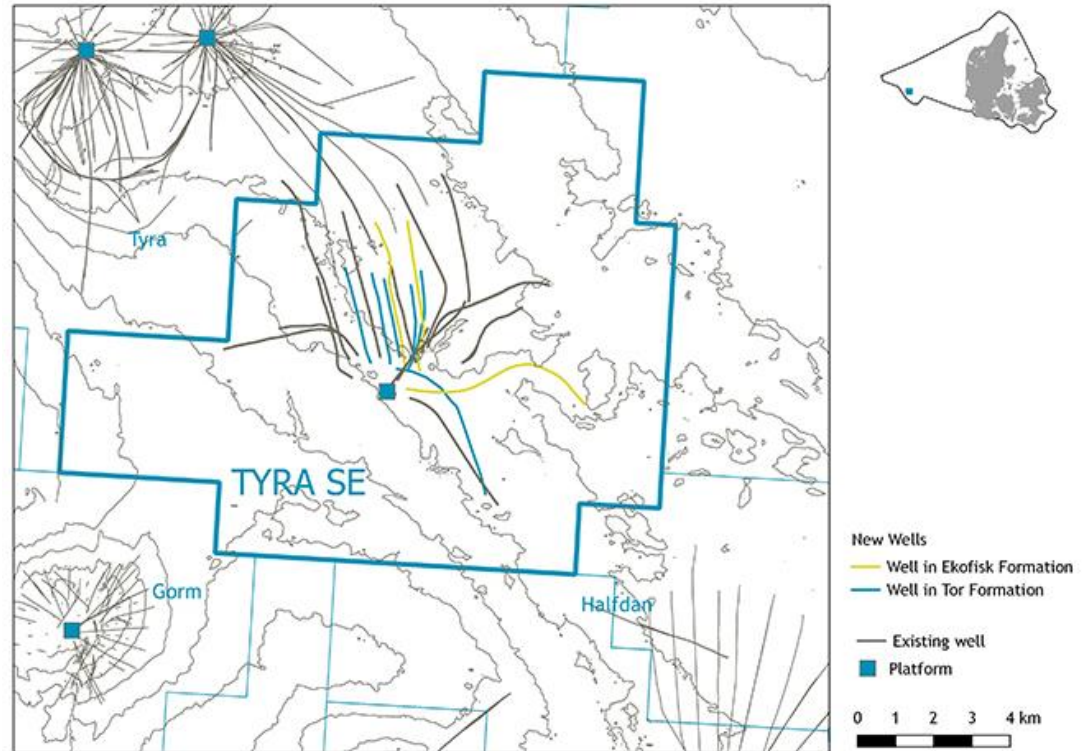 Tyra
TYRA SE
Gorm
Halfdan
New Wells
Well in Ekofisk Formation
Well in Tor Formation
Existing well
Platform
0 1 2 3 4 km